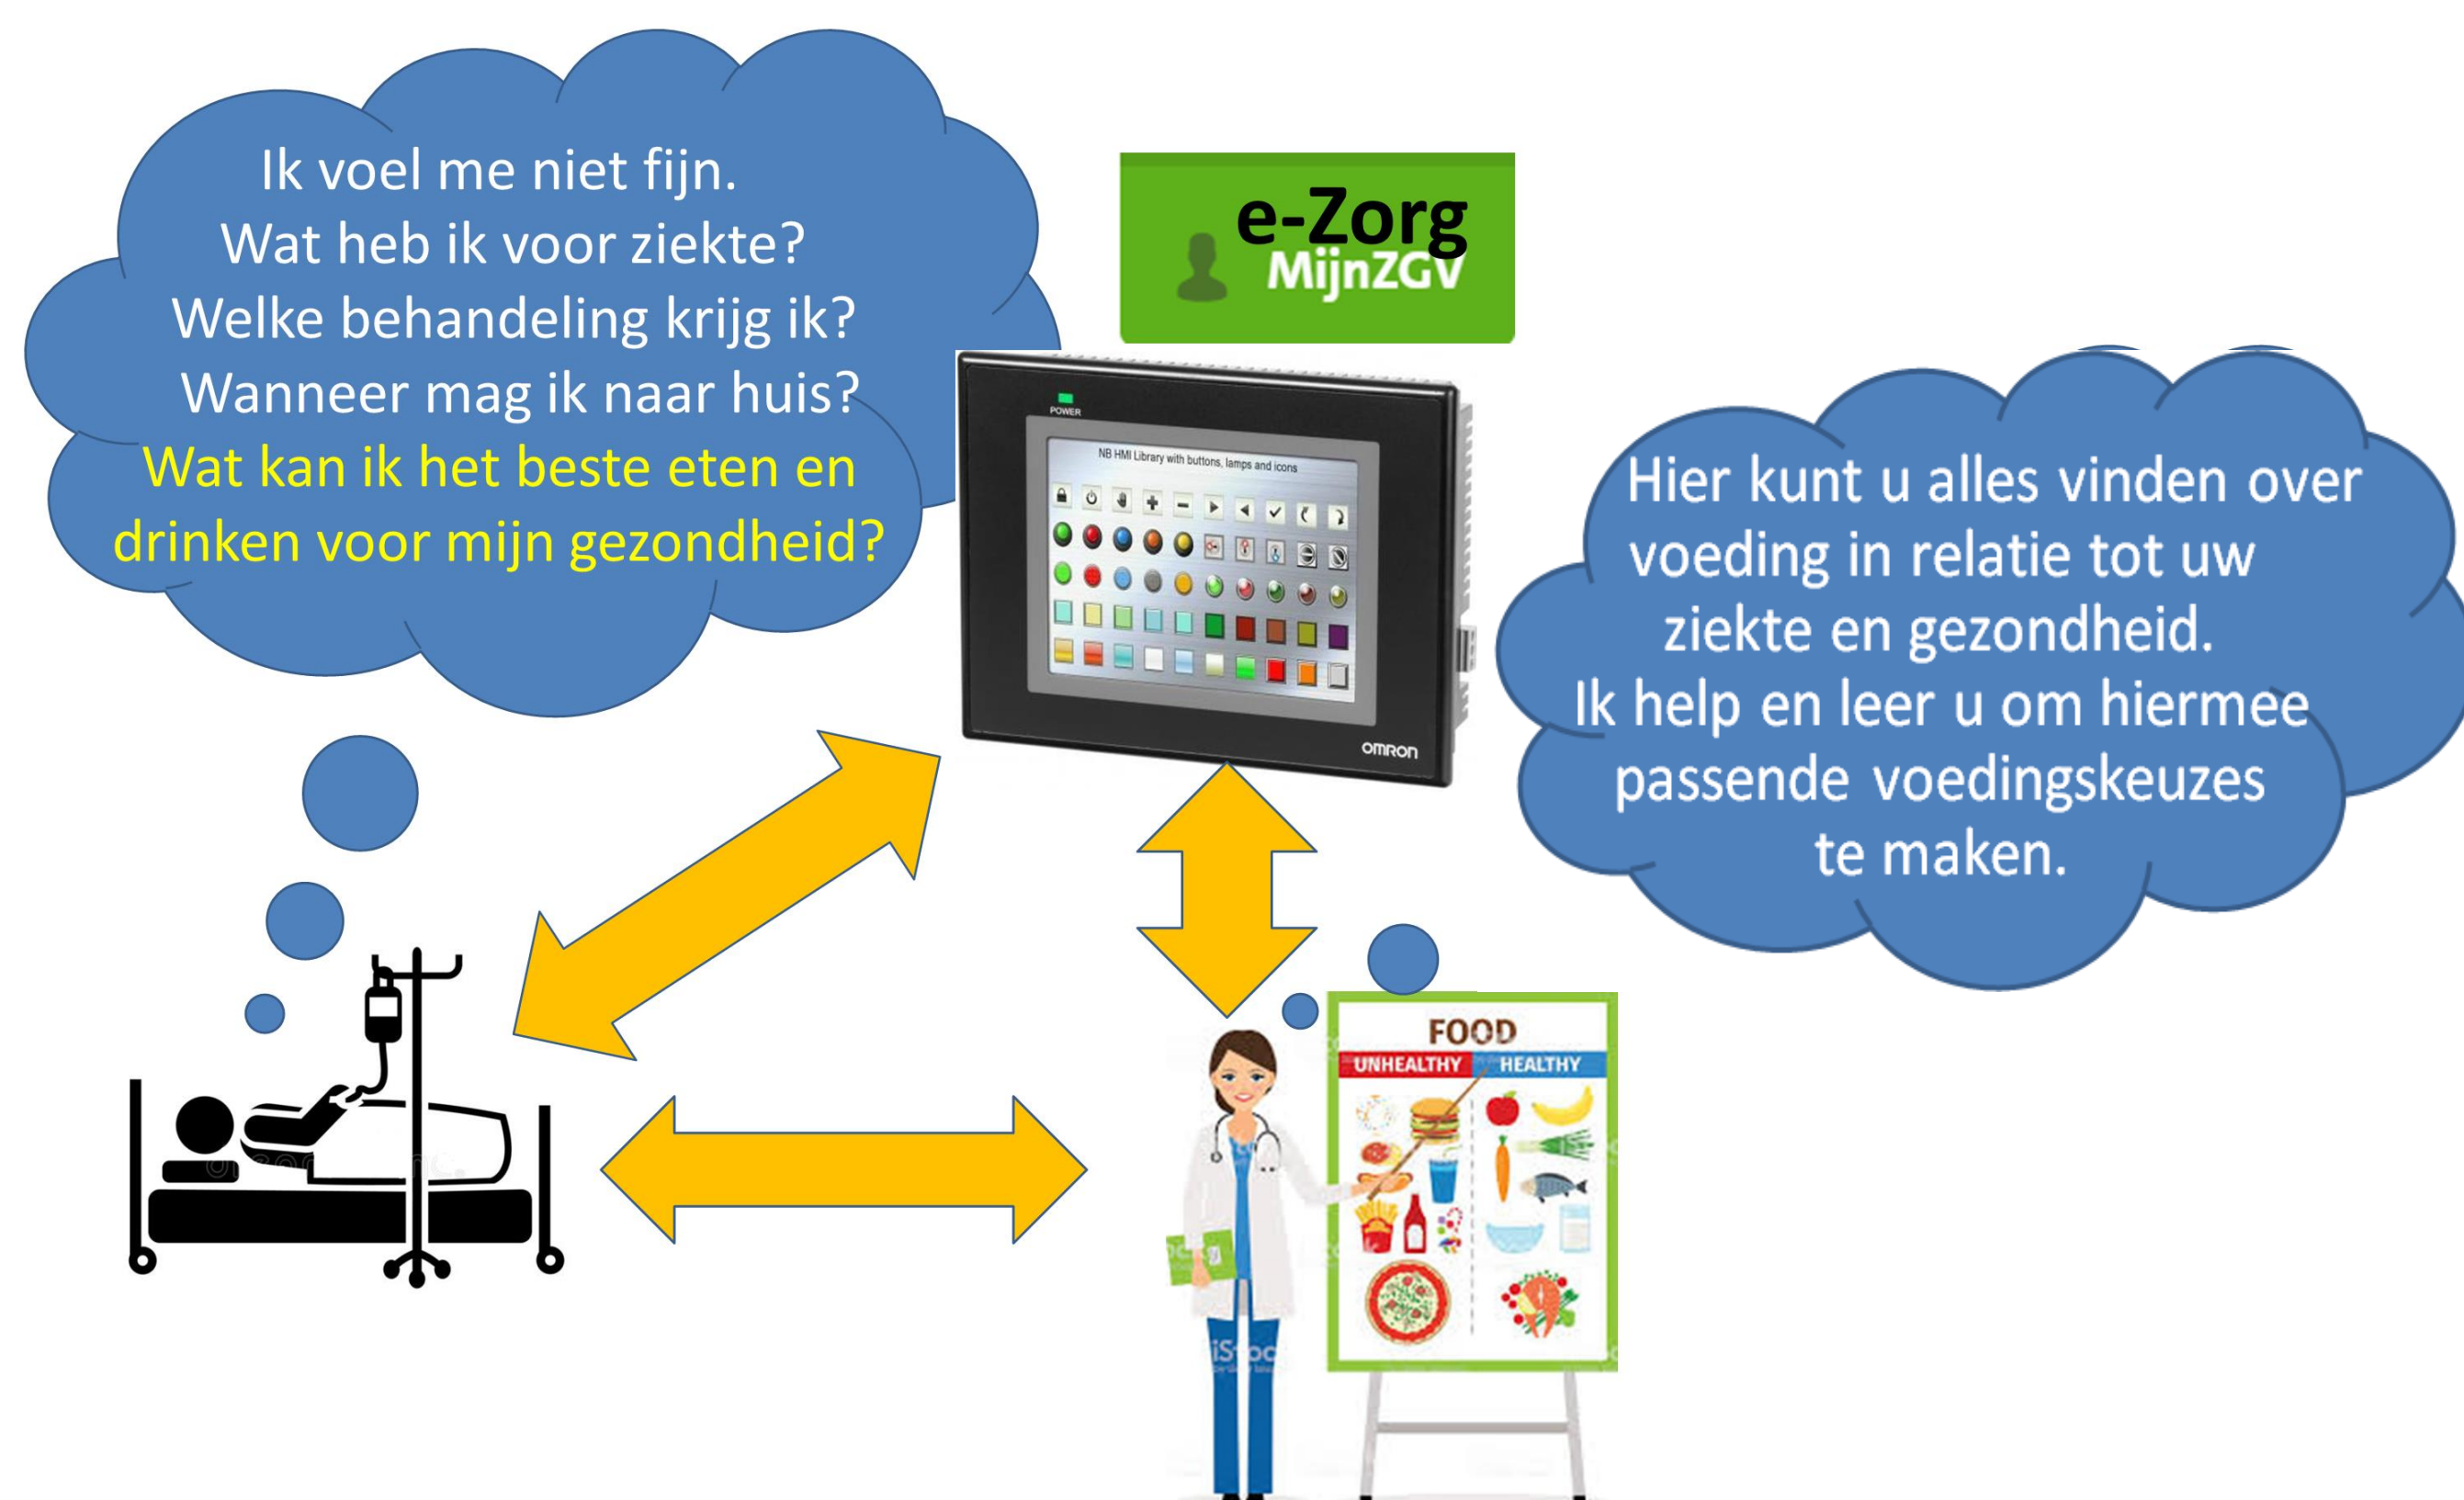 Ik voel me niet fijn.
Wat heb ik voor ziekte?
Welke behandeling krijg ik?
Wanneer mag ik naar huis?
Wat kan ik het beste eten en
drinken voor mijn gezondheid?
e-Zorg
MijnZGV
POWER
NB HMI Library with buttons, lamps and icons
OMRON
Hier kunt u alles vinden over
voeding in relatie tot uw
ziekte en gezondheid.
Ik help en leer u om hiermee
passende voedingskeuzes
te maken.
FOOD
UNHEALTHY HEALTHY